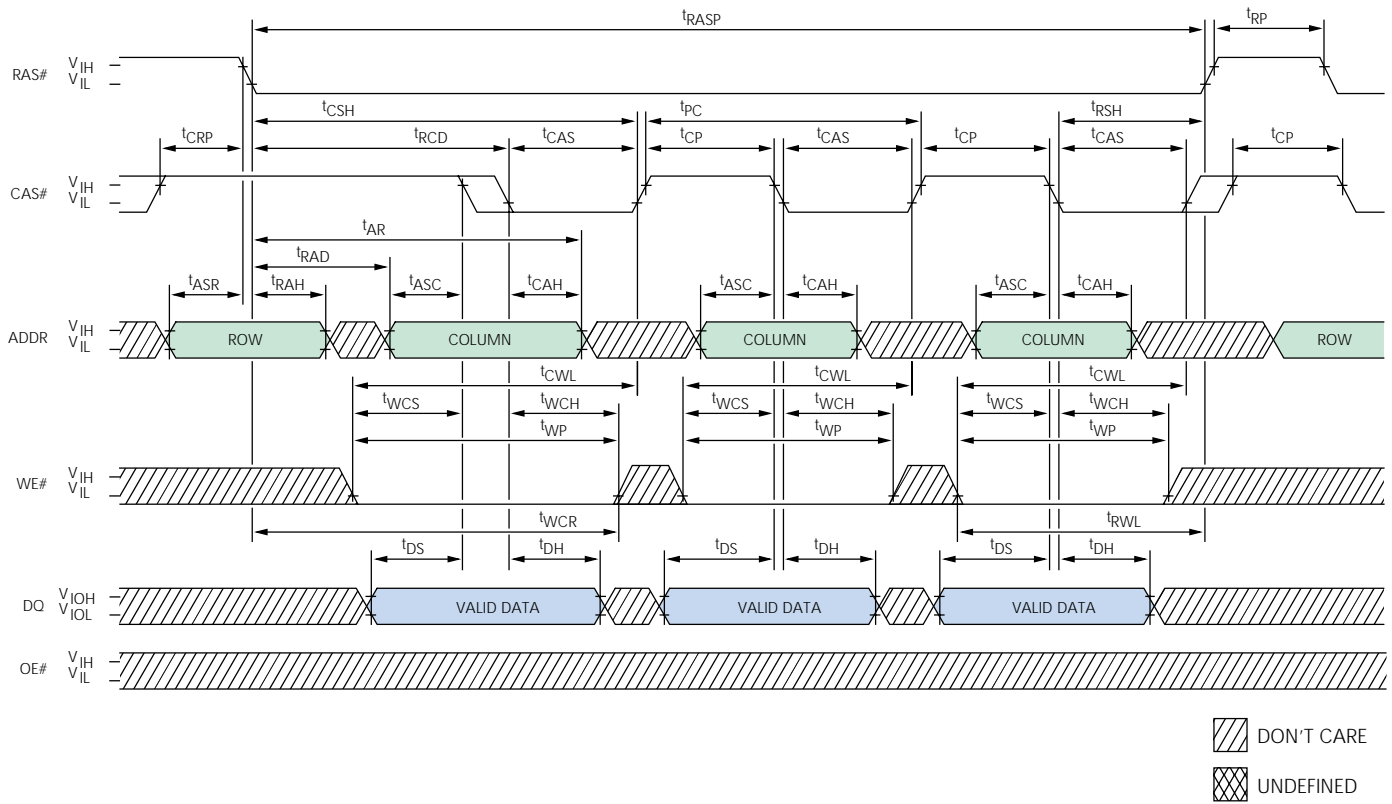 tRASP tRP
RAS# VIH
VIL
tCSH tPC tRSH
tCRP tRCD tCAS tCP tCAS tCP tCAS tCP
CAS# VIH
VIL
tAR
tRAD
tASR tRAH tASC tCAH tASC tCAH tASC tCAH
ADDR VIH
VIL
ROW COLUMN COLUMN COLUMN ROW
tCWL tCWL tCWL
tWCS tWCH tWCS tWCH tWCS tWCH
tWP tWP tWP
WE# VIH
VIL
tWCR tRWL
tDS tDH tDS tDH tDS tDH
DQ VIOH
VIOL
VALID DATA VALID DATA VALID DATA
OE# VIH
VIL
DON'T CARE
UNDEFINED